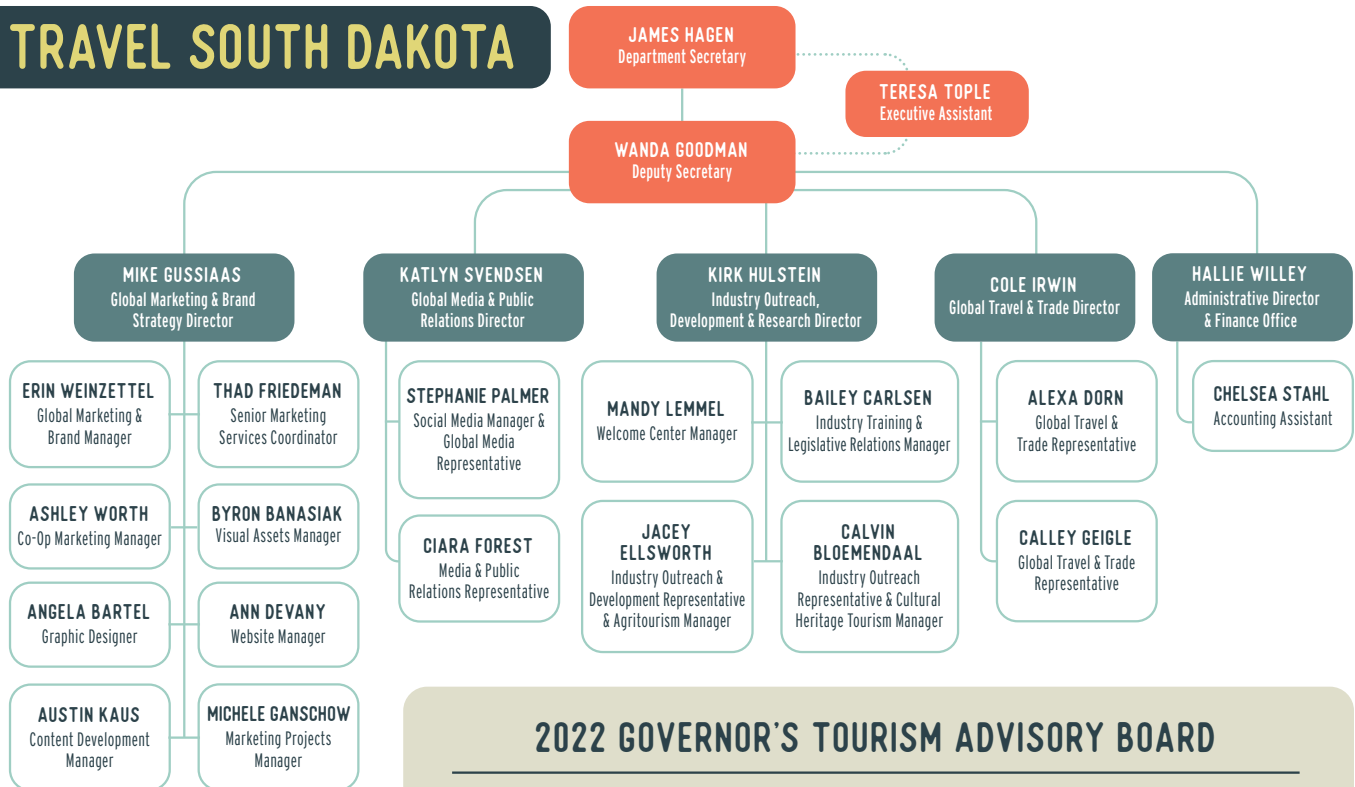 TRAVEL SOUTH DAKOTA
JAMES HAGEN
Department Secretary
TERESA TOPLE
Executive Assistant
WANDA GOODMAN
Deputy Secretary
MIKE GUSSIAAS
Global Marketing & Brand
Strategy Director
KATLYN SVENDSEN
Global Media & Public
Relations Director
KIRK HULSTEIN
Industry Outreach,
Development & Research Director
COLE IRWIN
Global Travel & Trade Director
HALLIE WILLEY
Administrative Director
& Finance Office
ERIN WEINZETTEL
Global Marketing &
Brand Manager
THAD FRIEDEMAN
Senior Marketing
Services Coordinator
ASHLEY WORTH
Co-Op Marketing Manager
BYRON BANASIAK
Visual Assets Manager
ANGELA BARTEL
Graphic Designer
ANN DEVANY
Website Manager
AUSTIN KAUS
Content Development
Manager
MICHELE GANSCHOW
Marketing Projects
Manager
STEPHANIE PALMER
Social Media Manager &
Global Media
Representative
CIARA FOREST
Media & Public
Relations Representative
MANDY LEMMEL
Welcome Center Manager
BAILEY CARLSEN
Industry Training &
Legislative Relations Manager
JACEY
ELLSWORTH
Industry Outreach &
Development Representative
& Agritourism Manager
CALVIN
BLOEMENDAAL
Industry Outreach
Representative & Cultural
Heritage Tourism Manager
ALEXA DORN
Global Travel &
Trade Representative
CALLEY GEIGLE
Global Travel & Trade
Representative
CHELSEA STAHL
Accounting Assistant
2022 GOVERNOR'S TOURISM ADVISORY BOARD